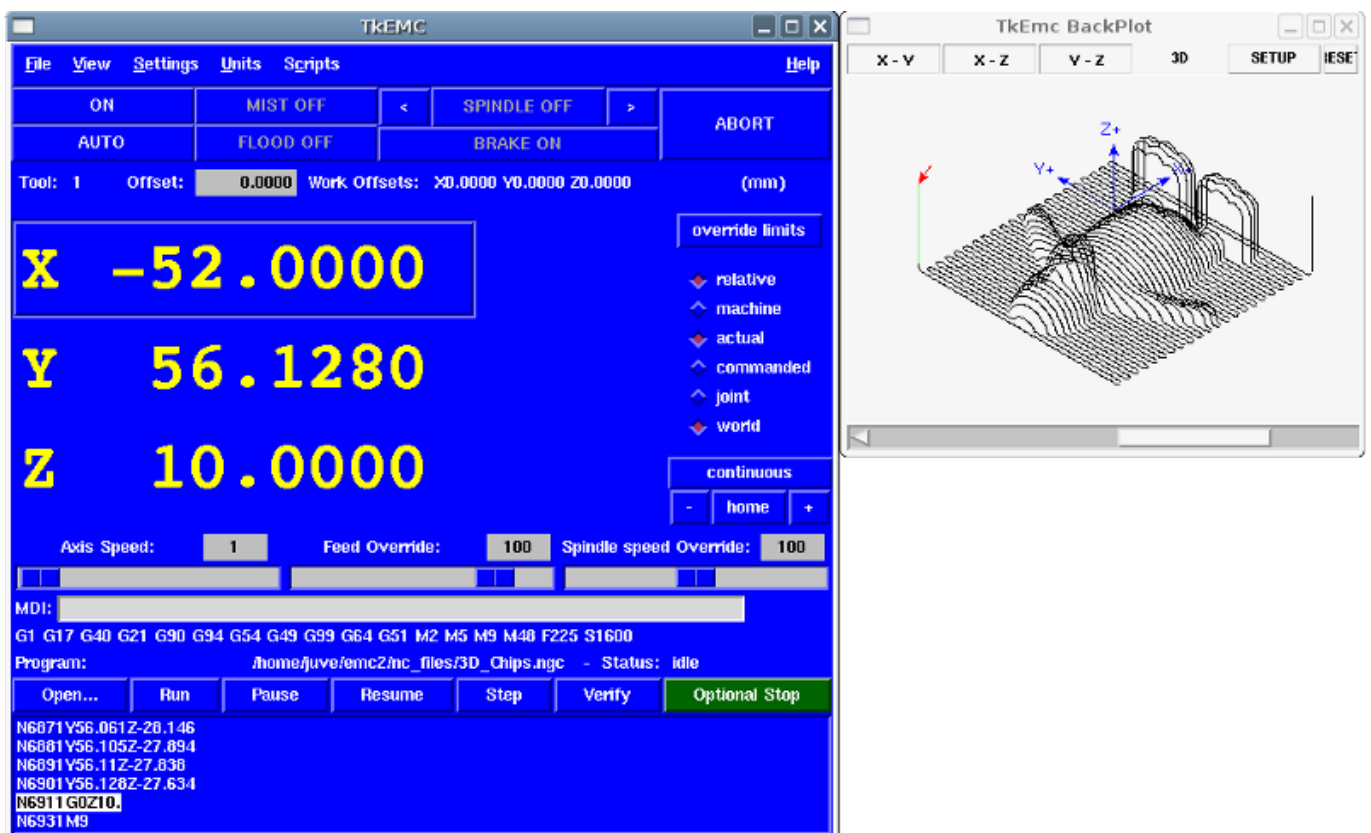 TkEMC
File View Settings Units Scripts Help
ON MIST OFF < SPINDLE OFF > ABORT
AUTO FLOOD OFF BRAKE ON
Tool: 1 Offset: 0.0000 Work Offsets: X0.0000 Y0.0000 Z0.0000 (mm)
override limits
X -52.0000
relative
machine
actual
Y 56.1280
commanded
joint
world
Z 10.0000
continuous
- home +
Axis Speed: 1 Feed Override: 100 Spindle speed Override: 100
MDI:
G1 G17 G40 G21 G90 G94 G54 G49 G99 G64 G51 M2 M5 M9 M48 F225 S1600
Program: /home/juve/emc2/nc_files/3D_Chips.ngc - Status: idle
Open... Run Pause Resume Step Verify Optional Stop
N6871Y56.061Z-28.146
N6881Y56.105Z-27.894
N6891Y56.11Z-27.838
N6901Y56.128Z-27.634
N6911G0Z10.
N6931M9
TkEmc BackPlot
X - Y X - Z Y - Z 3D SETUP RESET
Z+
Y+ X+